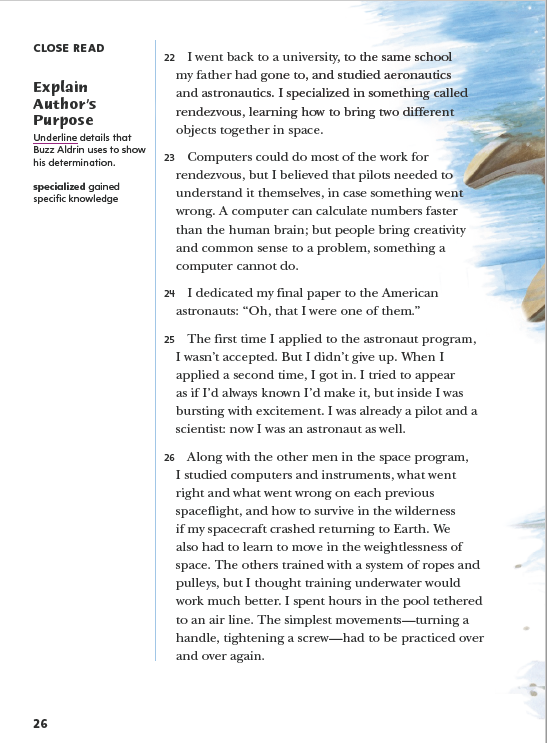 CLOSE READ
Explain
Author's
Purpose
Underline details that
Buzz Aldrin uses to show
his determination.
specialized gained
specific knowledge
22 I went back to a university, to the same school
my father had gone to, and studied aeronautics
and astronautics. I specialized in something called
rendezvous, learning how to bring two different
objects together in space.
23 Computers could do most of the work for
rendezvous, but I believed that pilots needed to
understand it themselves, in case something went
wrong. A computer can calculate numbers faster
than the human brain; but people bring creativity
and common sense to a problem, something a
computer cannot do.
24 I dedicated my final paper to the American
astronauts: “Oh, that I were one of them.”
25 The first time I applied to the astronaut program,
I wasn’t accepted. But I didn’t give up. When I
applied a second time, I got in. I tried to appear
as if I’d always known I’d make it, but inside I was
bursting with excitement. I was already a pilot and a
scientist: now I was an astronaut as well.
26 Along with the other men in the space program,
I studied computers and instruments, what went
right and what went wrong on each previous
spaceflight, and how to survive in the wilderness
if my spacecraft crashed returning to Earth. We
also had to learn to move in the weightlessness of
space. The others trained with a system of ropes and
pulleys, but I thought training underwater would
work much better. I spent hours in the pool tethered
to an air line. The simplest movements—turning a
handle, tightening a screw—had to be practiced over
and over again.
26